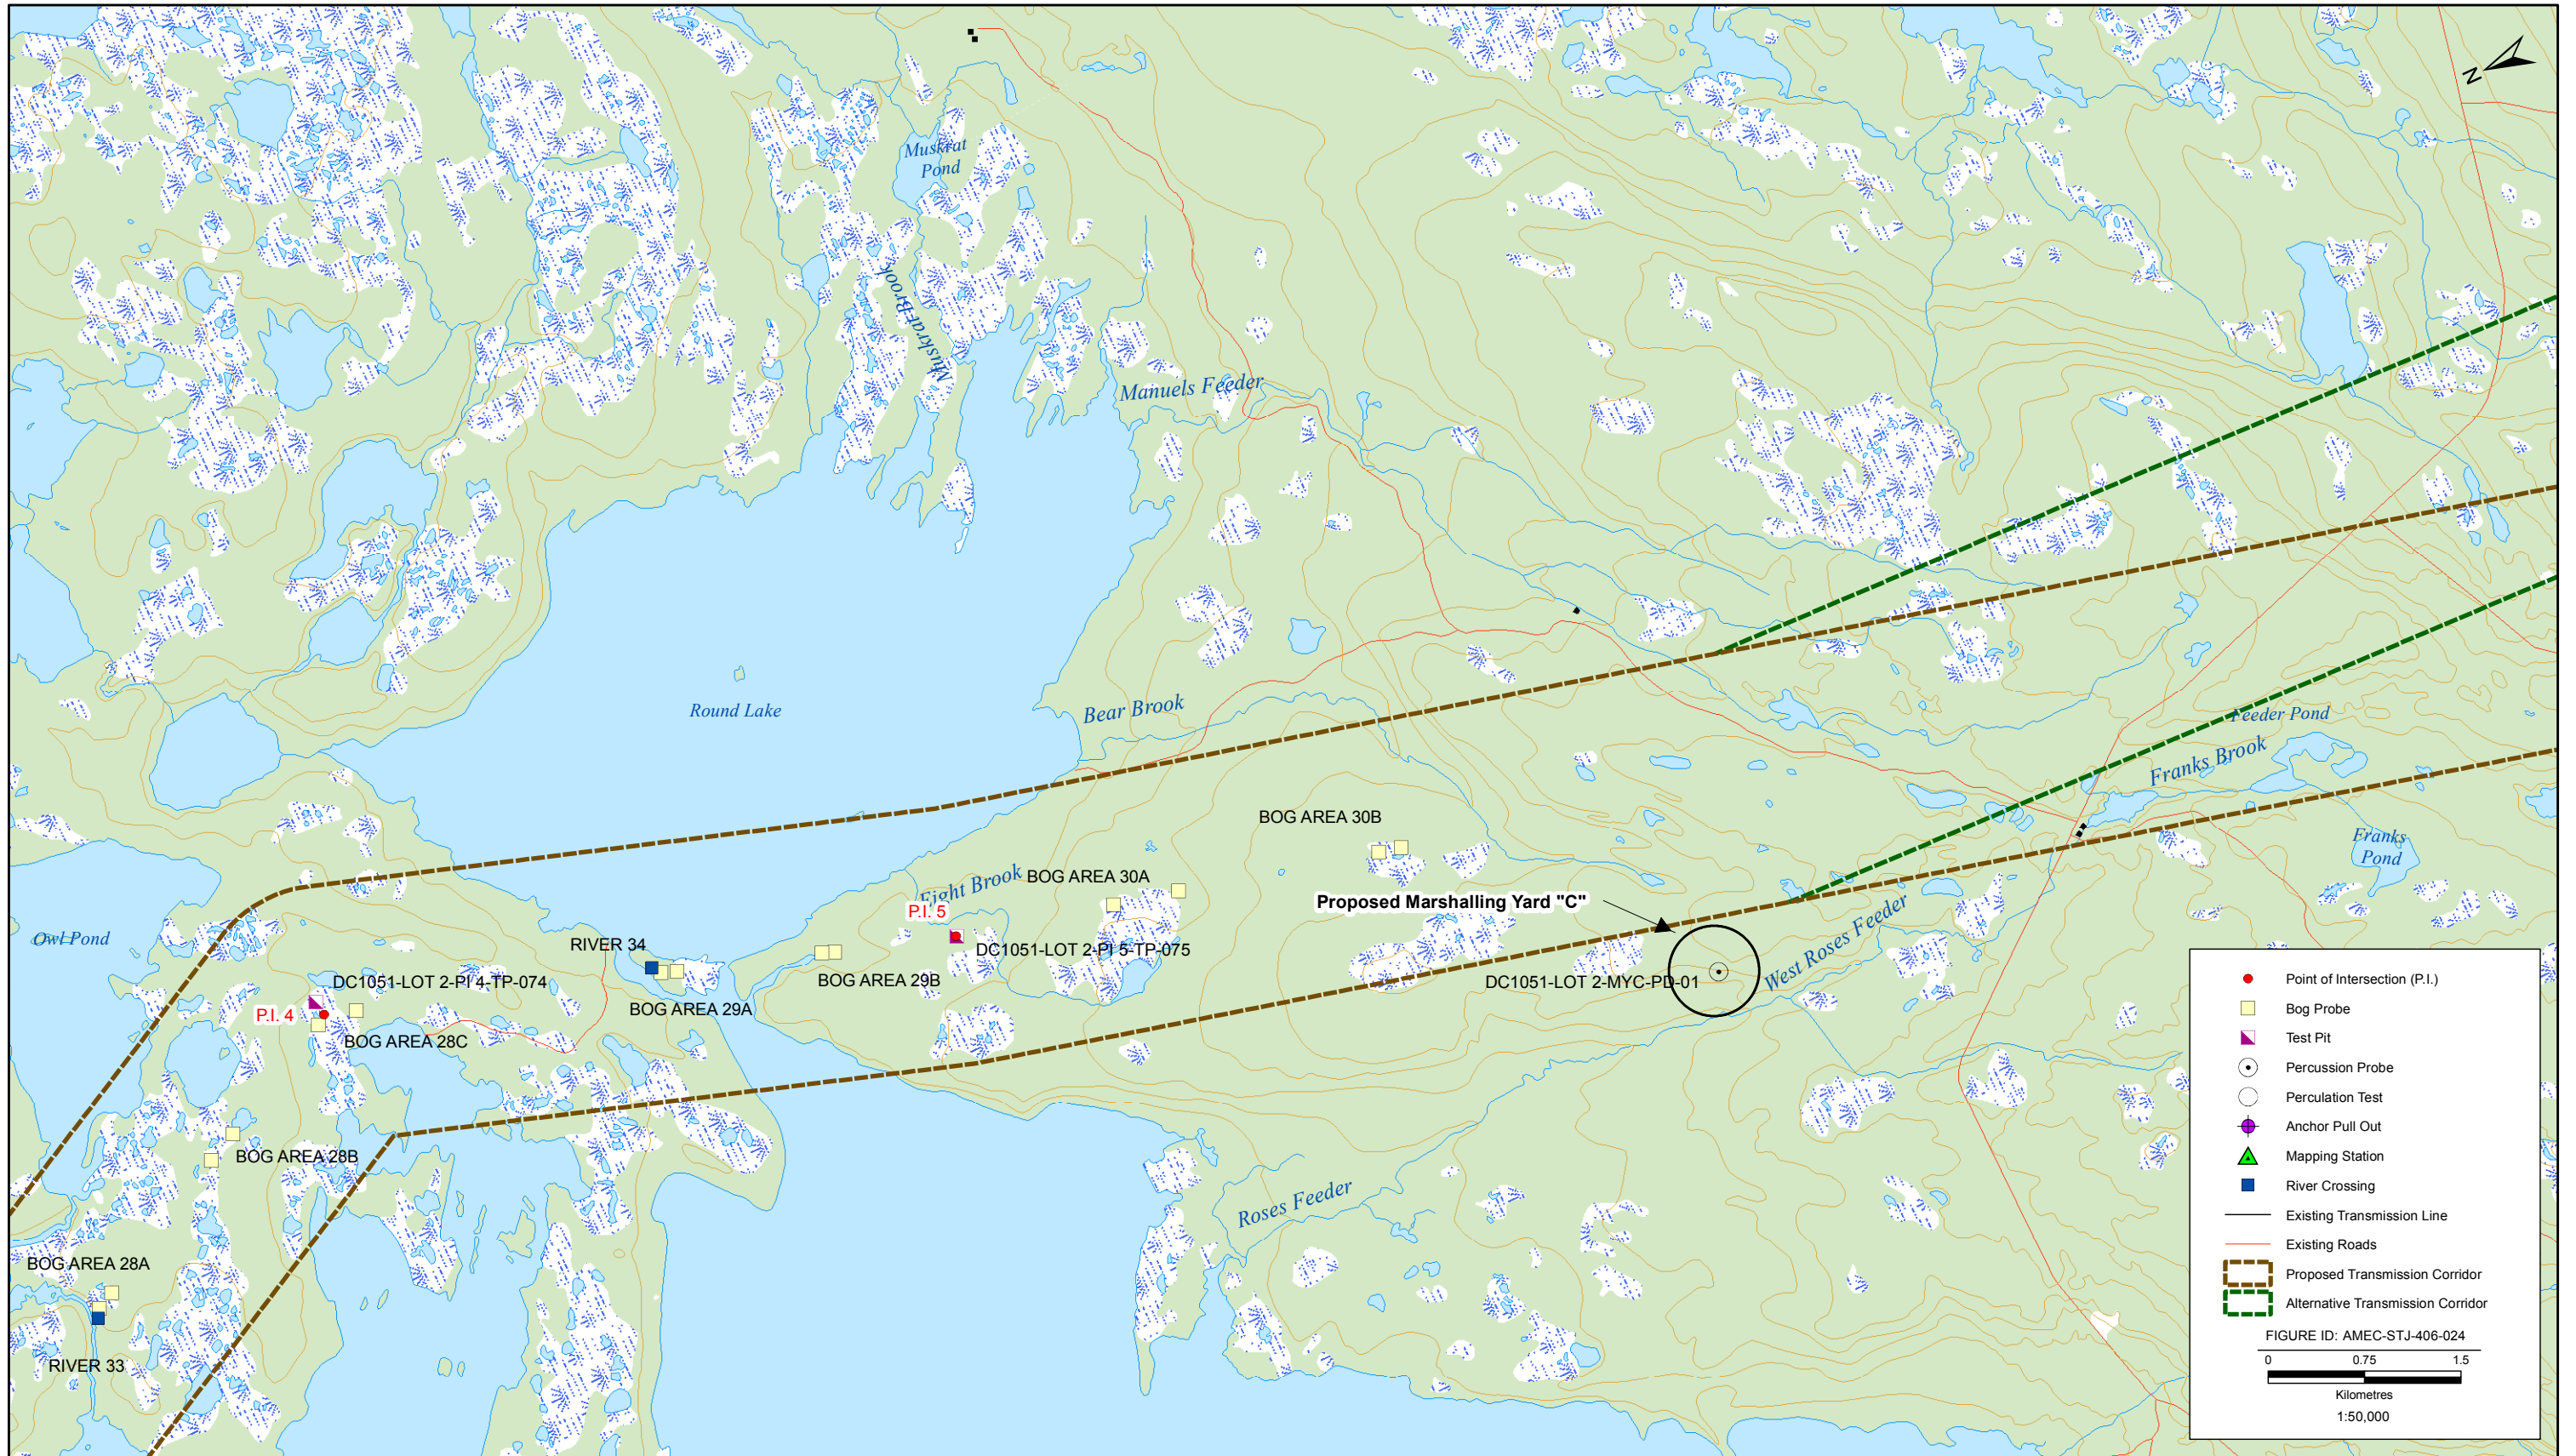 N
Muskrat
Pond
Muskrat Brook
Manuels Feeder
Round Lake
Bear Brook
Feeder Pond
Franks Brook
Franks
Pond
BOG AREA 30B
BOG AREA 30A
Eight Brook
P.I. 5
Proposed Marshalling Yard "C"
West Roses Feeder
Owl Pond
RIVER 34
DC1051-LOT 2-PI 5-TP-075
BOG AREA 29B
DC1051-LOT 2-PI 4-TP-074
DC1051-LOT 2-MYC-PD-01
P.I. 4
BOG AREA 29A
BOG AREA 28C
BOG AREA 28B
Roses Feeder
BOG AREA 28A
RIVER 33
Point of Intersection (P.I.)
Bog Probe
Test Pit
Percussion Probe
Perculation Test
Anchor Pull Out
Mapping Station
River Crossing
Existing Transmission Line
Existing Roads
Proposed Transmission Corridor
Alternative Transmission Corridor
FIGURE ID: AMEC-STJ-406-024
0 0.75 1.5
Kilometres
1:50,000